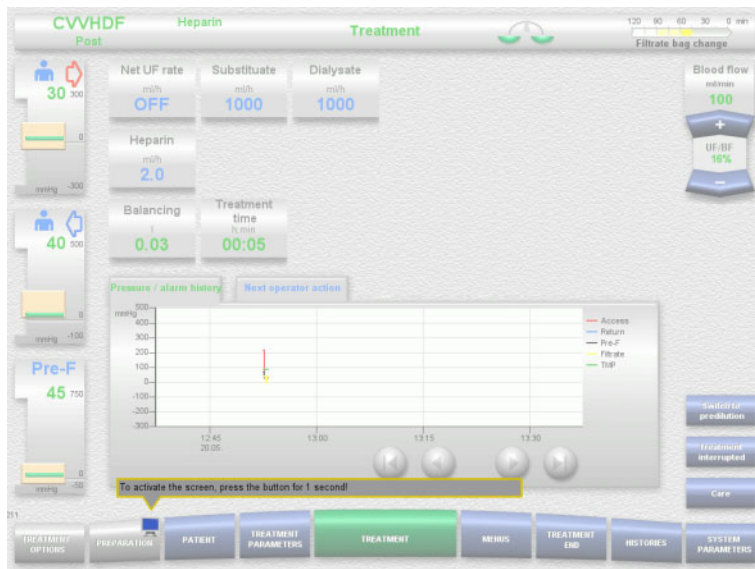 CVVHDF
Heparin
Post
Treatment
120 90 60 30 0 min
Filtrate bag change
30 300
0
mmHg -300
Net UF rate
ml/h
OFF
Substituate
ml/h
1000
Dialysate
ml/h
1000
Blood flow
ml/min
100
+
UF/BF
16%
−
Heparin
ml/h
2.0
40 500
0
mmHg -100
Balancing
l
0.03
Treatment
time
h:min
00:05
Pressure / alarm history
Next operator action
mmHg
500
400
300
200
100
0
-100
-200
-300
12:45
28.05.
13:00
13:15
13:30
Access
Return
Pre-F
Filtrate
TMP
Pre-F
45 750
0
mmHg -50
Switch to
predilution
Treatment
interrupted
Care
To activate the screen, press the button for 1 second!
211
TREATMENT
OPTIONS
PREPARATION
PATIENT
TREATMENT
PARAMETERS
TREATMENT
MENUS
TREATMENT
END
HISTORIES
SYSTEM
PARAMETERS